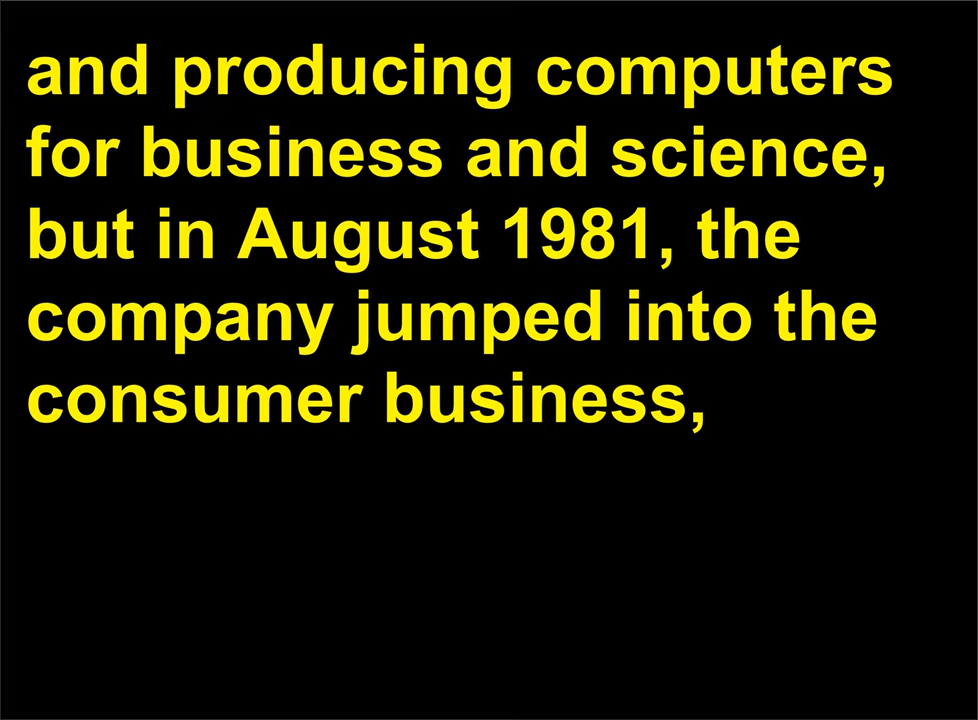 and producing computers
for business and science,
but in August 1981, the
company jumped into the
consumer business,